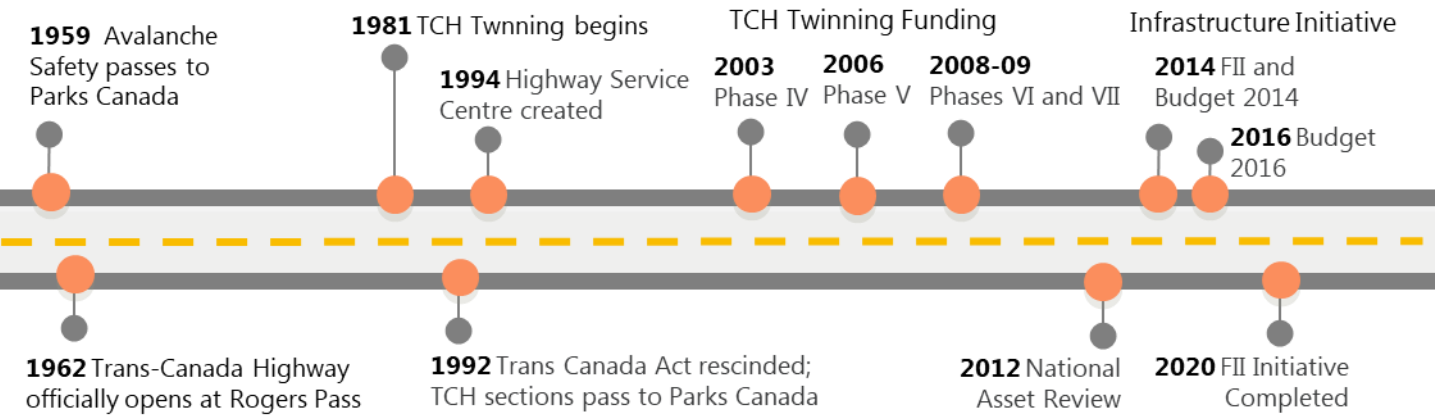 1959 Avalanche
Safety passes to
Parks Canada
1981 TCH Twnning begins
1994 Highway Service
Centre created
TCH Twinning Funding
2003
Phase IV
2006
Phase V
2008-09
Phases VI and VII
Infrastructure Initiative
2014 FII and
Budget 2014
2016 Budget
2016
1962 Trans-Canada Highway
officially opens at Rogers Pass
1992 Trans Canada Act rescinded;
TCH sections pass to Parks Canada
2012 National
Asset Review
2020 FII Initiative
Completed